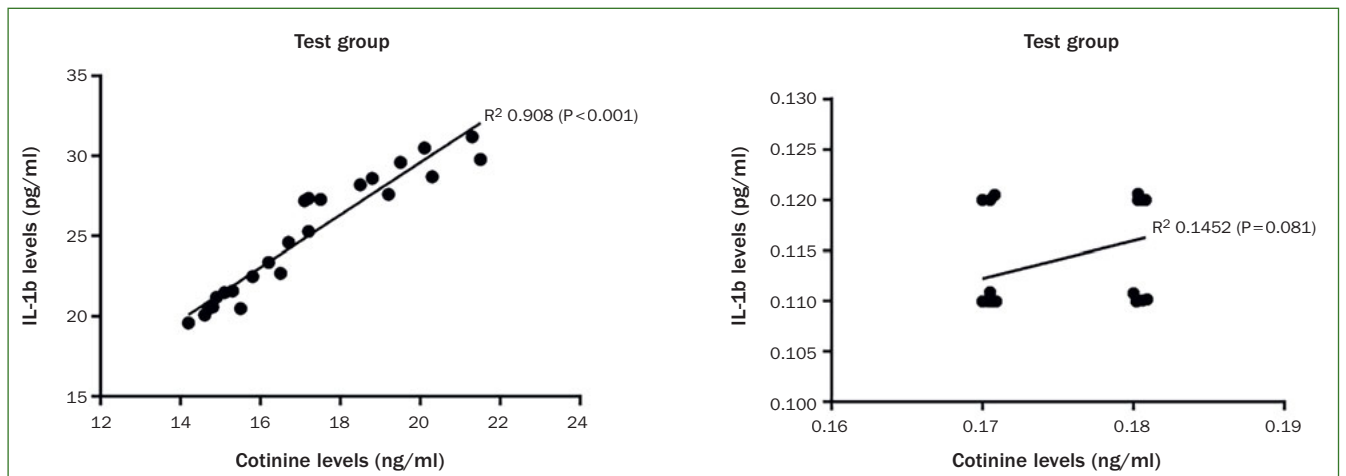 Test group
35
30
25
20
15
IL-1b levels (pg/ml)
R² 0.908 (P<0.001)
12 14 16 18 20 22 24
Cotinine levels (ng/ml)
Test group
0.130
0.125
0.120
0.115
0.110
0.105
0.100
IL-1b levels (pg/ml)
R² 0.1452 (P=0.081)
0.16 0.17 0.18 0.19
Cotinine levels (ng/ml)